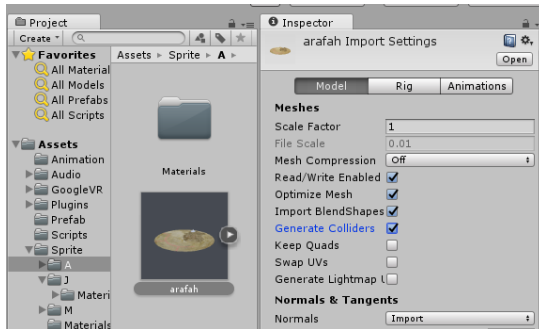 Project
Create
Favorites
All Material
All Models
All Prefabs
All Scripts
Assets
Animation
Audio
GoogleVR
Plugins
Prefab
Scripts
Sprite
A
J
Materi
M
Materials
Assets ▸ Sprite ▸ A ▸
Materials
arafah
Inspector
arafah Import Settings
Open
Model Rig Animations
Meshes
Scale Factor 1
File Scale 0.01
Mesh Compression Off
Read/Write Enabled
Optimize Mesh
Import BlendShapes
Generate Colliders
Keep Quads
Swap UVs
Generate Lightmap U
Normals & Tangents
Normals Import